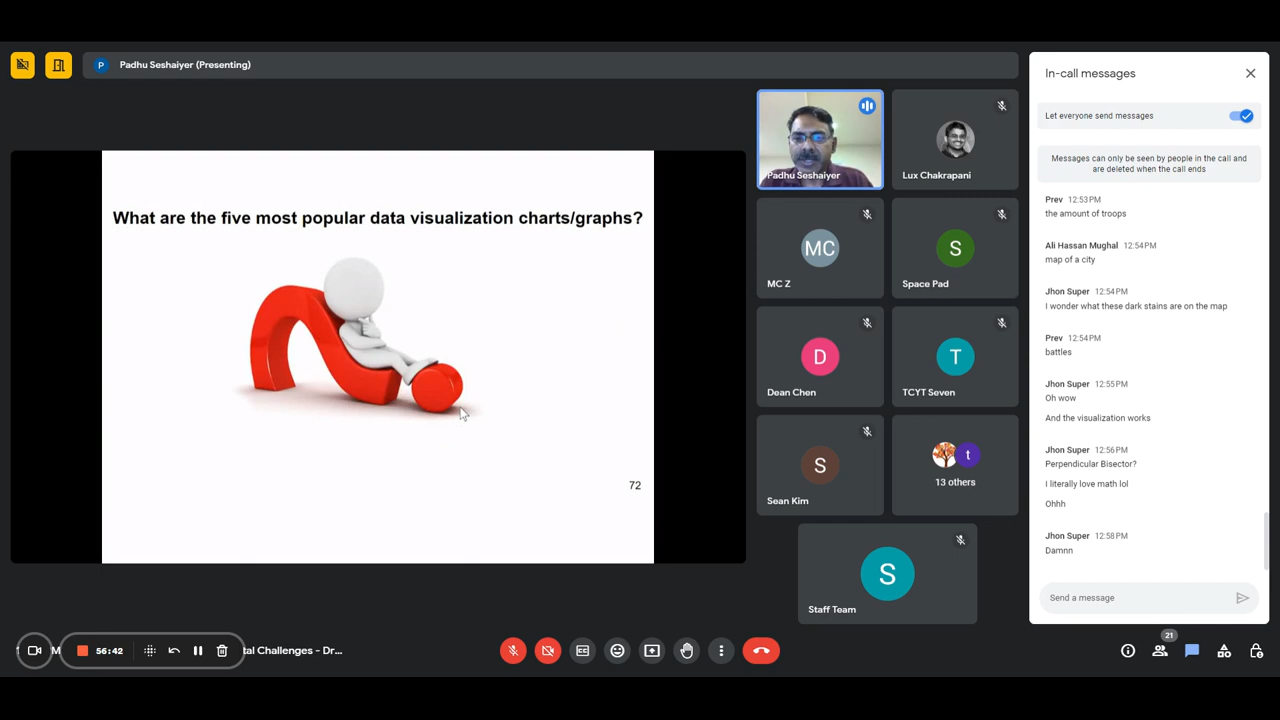 P
Padhu Seshaiyer (Presenting)
What are the five most popular data visualization charts/graphs?
72
Padhu Seshaiyer
Lux Chakrapani
MC
MC Z
S
Space Pad
D
Dean Chen
T
TCYT Seven
S
Sean Kim
t
13 others
S
Staff Team
In-call messages
Let everyone send messages
Messages can only be seen by people in the call and
are deleted when the call ends
Prev 12:53 PM
the amount of troops
Ali Hassan Mughal 12:54 PM
map of a city
Jhon Super 12:54 PM
I wonder what these dark stains are on the map
Prev 12:54 PM
battles
Jhon Super 12:55 PM
Oh wow
And the visualization works
Jhon Super 12:56 PM
Perpendicular Bisector?
I literally love math lol
Ohhh
Jhon Super 12:58 PM
Damnn
Send a message
56:42
tal Challenges - Dr...
21